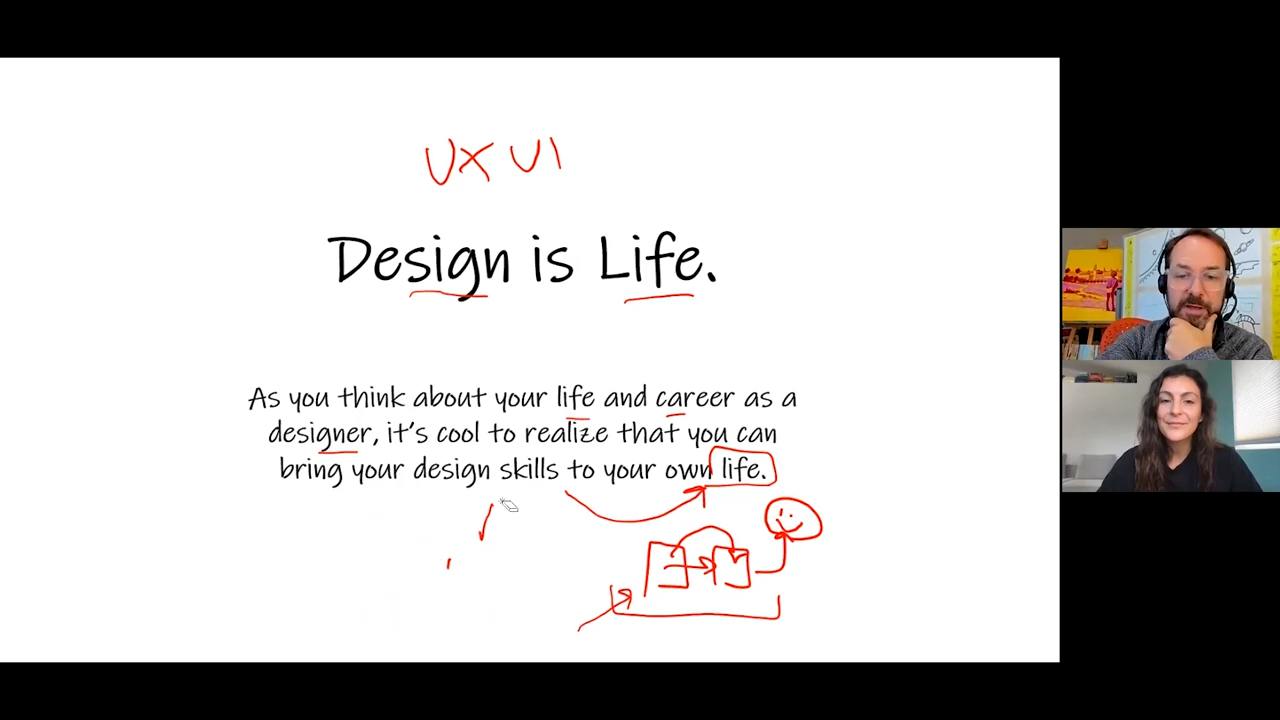 UX UI
Design is Life.
As you think about your life and career as a
designer, it's cool to realize that you can
bring your design skills to your own life.